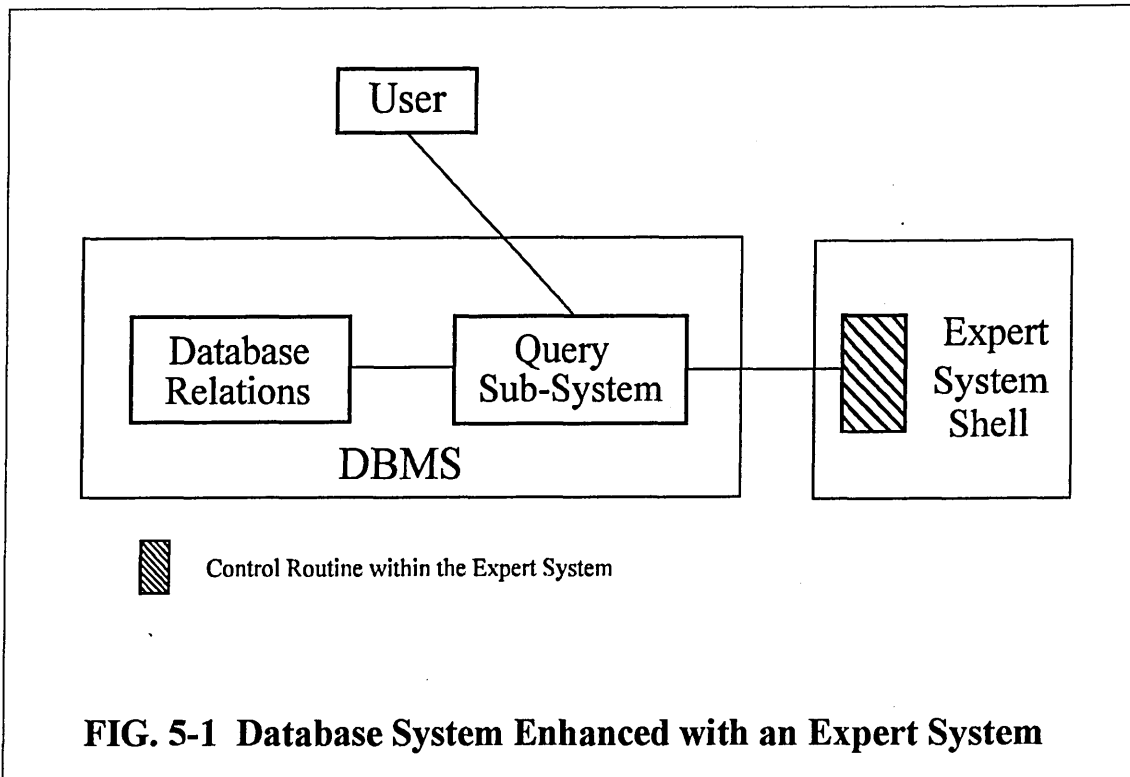 User
Database
Relations
Query
Sub-System
DBMS
Expert
System
Shell
Control Routine within the Expert System
FIG. 5-1 Database System Enhanced with an Expert System